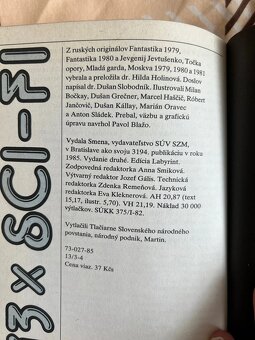 13 x SCI-FI
Z ruských originálov Fantastika 1979,
Fantastika 1980 a Jevgenij Jevtušenko, Točka
opory, Mladá garda, Moskva 1979, 1980 a 1981
vybrala a preložila dr. Hilda Holinová. Doslov
napísal dr. Dušan Slobodník. Ilustrovali Milan
Bočkay, Dušan Grečner, Marcel Haščič, Róbert
Jančovič, Dušan Kállay, Marián Oravec
a Anton Sládek. Prebal, väzbu a grafickú
úpravu navrhol Pavol Blažo.
Vydala Smena, vydavateľstvo SÚV SZM,
v Bratislave ako svoju 3194. publikáciu v roku
1985. Vydanie druhé. Edícia Labyrint.
Zodpovedná redaktorka Anna Šmíková.
Výtvarný redaktor Jozef Gális. Technická
redaktorka Zdenka Remeňová. Jazyková
redaktorka Eva Kleknerová. AH 20,87 (text
15,17, ilustr. 5,70). VH 21,19. Náklad 30 000
výtlačkov. SÚKK 375/I-82.
Vytlačili Tlačiarne Slovenského národného
povstania, národný podnik, Martin.
73-027-85
13/3-4
Cena viaz. 37 Kčs